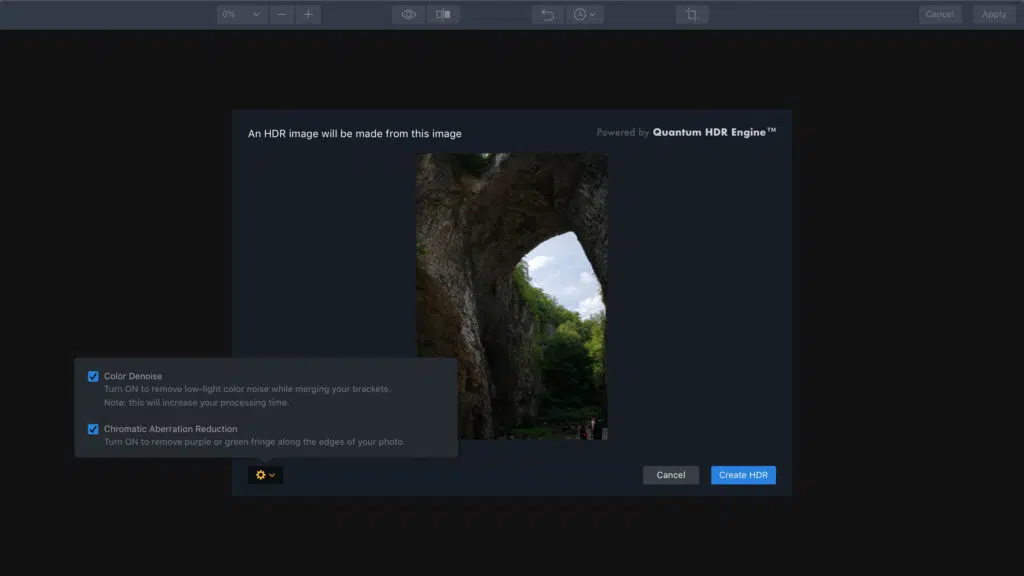 0%
Cancel
Apply
An HDR image will be made from this image
Powered by Quantum HDR Engine™
Color Denoise
Turn ON to remove low-light color noise while merging your brackets.
Note: this will increase your processing time.
Chromatic Aberration Reduction
Turn ON to remove purple or green fringe along the edges of your photo.
Cancel
Create HDR